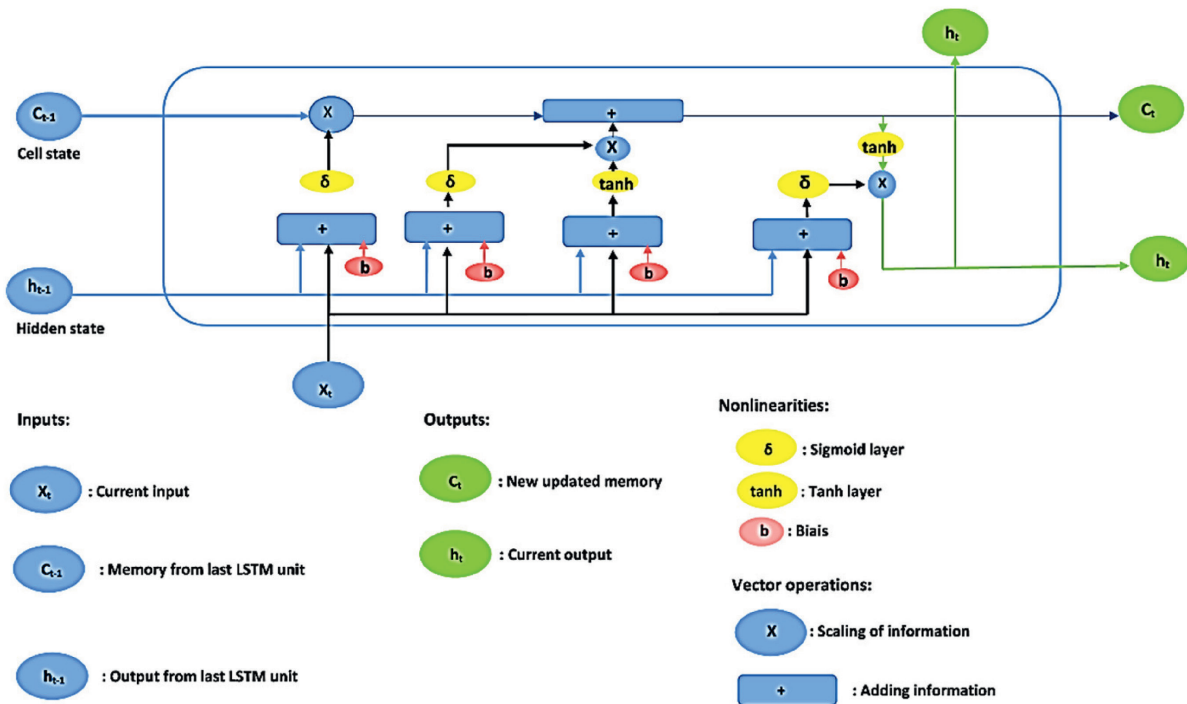 hₜ
Cₜ₋₁
X
+
Cₜ
Cell state
X
tanh
δ
δ
tanh
δ
X
+
+
+
+
b
b
b
b
hₜ₋₁
hₜ
Hidden state
Xₜ
Inputs:
Xₜ : Current input
Cₜ₋₁ : Memory from last LSTM unit
hₜ₋₁ : Output from last LSTM unit
Outputs:
Cₜ : New updated memory
hₜ : Current output
Nonlinearities:
δ : Sigmoid layer
tanh : Tanh layer
b : Biais
Vector operations:
X : Scaling of information
+ : Adding information